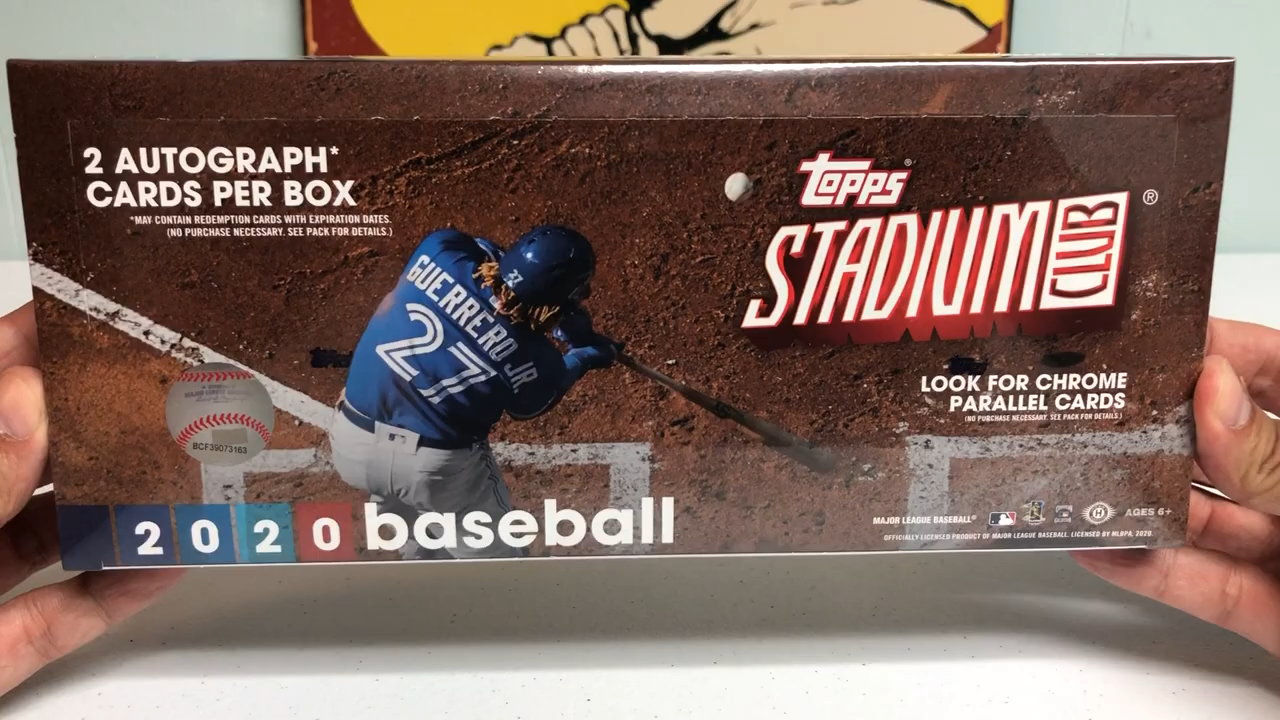 2 AUTOGRAPH*
CARDS PER BOX
*MAY CONTAIN REDEMPTION CARDS WITH EXPIRATION DATES.
(NO PURCHASE NECESSARY. SEE PACK FOR DETAILS.)
TOPPS®
STADIUM CLUB®
GUERRERO JR.
27
27
LOOK FOR CHROME
PARALLEL CARDS
(NO PURCHASE NECESSARY. SEE PACK FOR DETAILS.)
BCF39073163
2020 baseball
MAJOR LEAGUE BASEBALL®
AGES 6+
OFFICIALLY LICENSED PRODUCT OF MAJOR LEAGUE BASEBALL. LICENSED BY MLBPA, 2020.